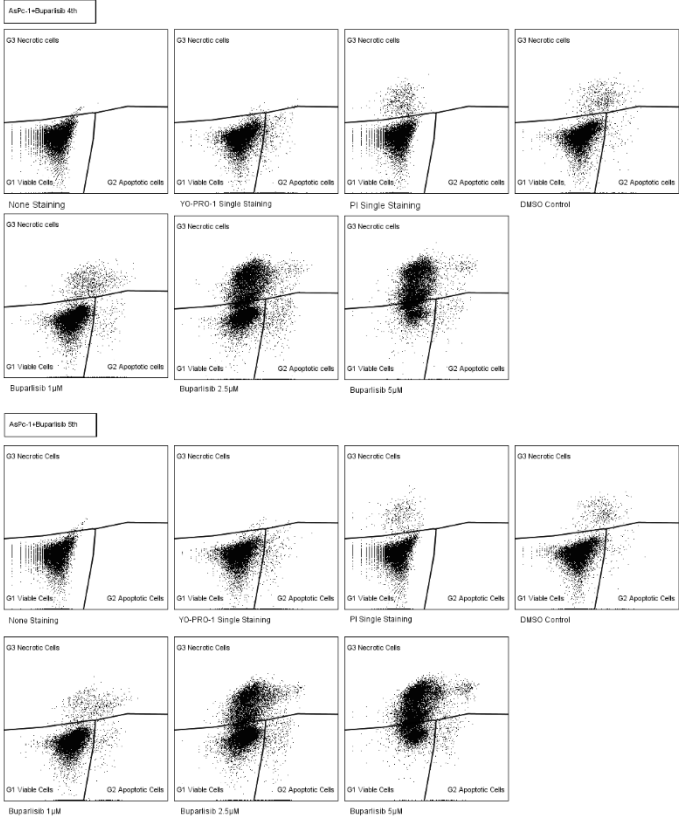 AsPc-1+Buparlisib 4th
G3 Necrotic cells
G1 Viable Cells
G2 Apoptotic cells
None Staining
G3 Necrotic cells
G1 Viable Cells
G2 Apoptotic cells
YO-PRO-1 Single Staining
G3 Necrotic cells
G1 Viable Cells
G2 Apoptotic cells
PI Single Staining
G3 Necrotic cells
G1 Viable Cells
G2 Apoptotic cells
DMSO Control
G3 Necrotic cells
G1 Viable Cells
G2 Apoptotic Cells
Buparlisib 1µM
G3 Necrotic cells
G1 Viable Cells
G2 Apoptotic Cells
Buparlisib 2.5µM
G3 Necrotic cells
G1 Viable Cells
G2 Apoptotic Cells
Buparlisib 5µM
AsPc-1+Buparlisib 5th
G3 Necrotic Cells
G1 Viable Cells
G2 Apoptotic Cells
None Staining
G3 Necrotic Cells
G1 Viable Cells
G2 Apoptotic Cells
YO-PRO-1 Single Staining
G3 Necrotic Cells
G1 Viable Cells
G2 Apoptotic Cells
PI Single Staining
G3 Necrotic Cells
G1 Viable Cells
G2 Apoptotic Cells
DMSO Control
G3 Necrotic Cells
G1 Viable Cells
G2 Apoptotic Cells
Buparlisib 1µM
G3 Necrotic Cells
G1 Viable Cells
G2 Apoptotic Cells
Buparlisib 2.5µM
G3 Necrotic Cells
G1 Viable Cells
G2 Apoptotic Cells
Buparlisib 5µM